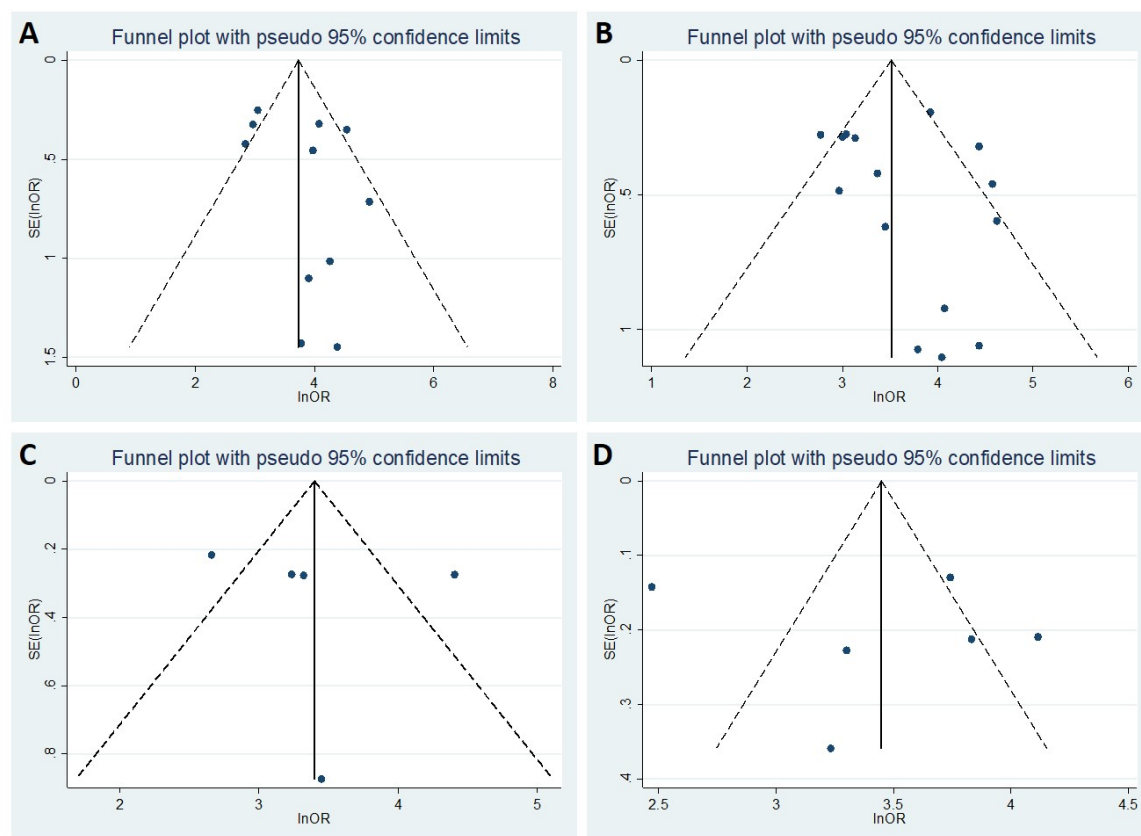 A
Funnel plot with pseudo 95% confidence limits
SE(lnOR)
0
.5
1
1.5
0 2 4 6 8
lnOR
B
Funnel plot with pseudo 95% confidence limits
SE(lnOR)
0
.5
1
1 2 3 4 5 6
lnOR
C
Funnel plot with pseudo 95% confidence limits
SE(lnOR)
0
.2
.4
.6
.8
2 3 4 5
lnOR
D
Funnel plot with pseudo 95% confidence limits
SE(lnOR)
0
.1
.2
.3
.4
2.5 3 3.5 4 4.5
lnOR